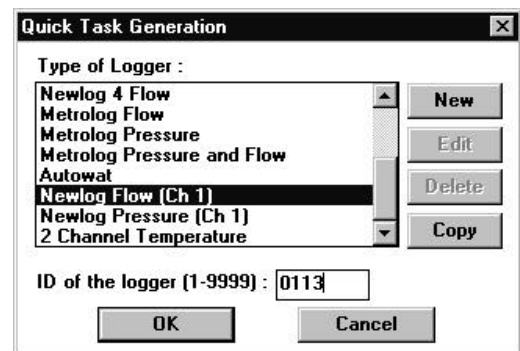 Quick Task Generation
Type of Logger :
Newlog 4 Flow
Metrolog Flow
Metrolog Pressure
Metrolog Pressure and Flow
Autowat
Newlog Flow (Ch 1)
Newlog Pressure (Ch 1)
2 Channel Temperature
New
Edit
Delete
Copy
ID of the logger (1-9999) : 0113
OK
Cancel